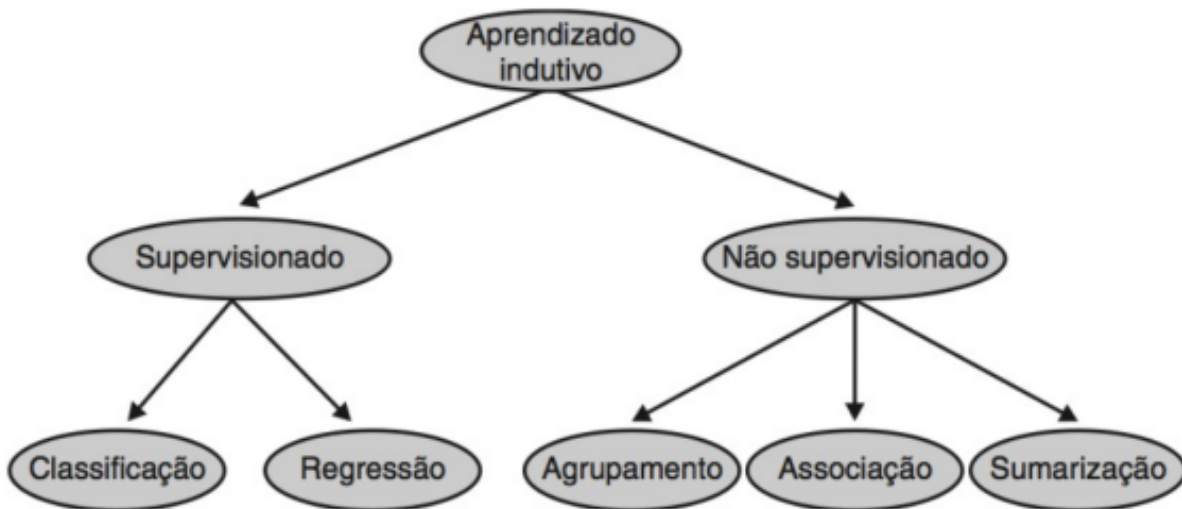 Aprendizado
indutivo
Supervisionado
Não supervisionado
Classificação
Regressão
Agrupamento
Associação
Sumarização